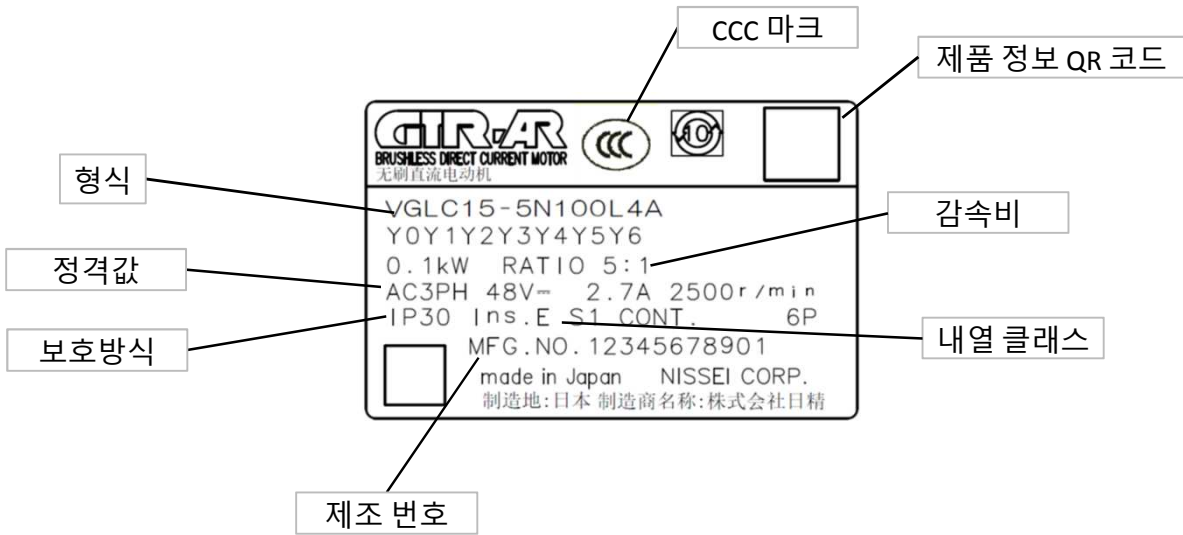 CCC 마크
제품 정보 QR 코드
GTR-AR
BRUSHLESS DIRECT CURRENT MOTOR
无刷直流电动机
CCC
10
형식
VGLC15-5N100L4A
Y0Y1Y2Y3Y4Y5Y6
감속비
0.1kW RATIO 5:1
정격값
AC3PH 48V⎓ 2.7A 2500r/min
IP30 Ins.E S1 CONT. 6P
보호방식
내열 클래스
MFG.NO.12345678901
made in Japan NISSEI CORP.
制造地:日本 制造商名称:株式会社日精
제조 번호